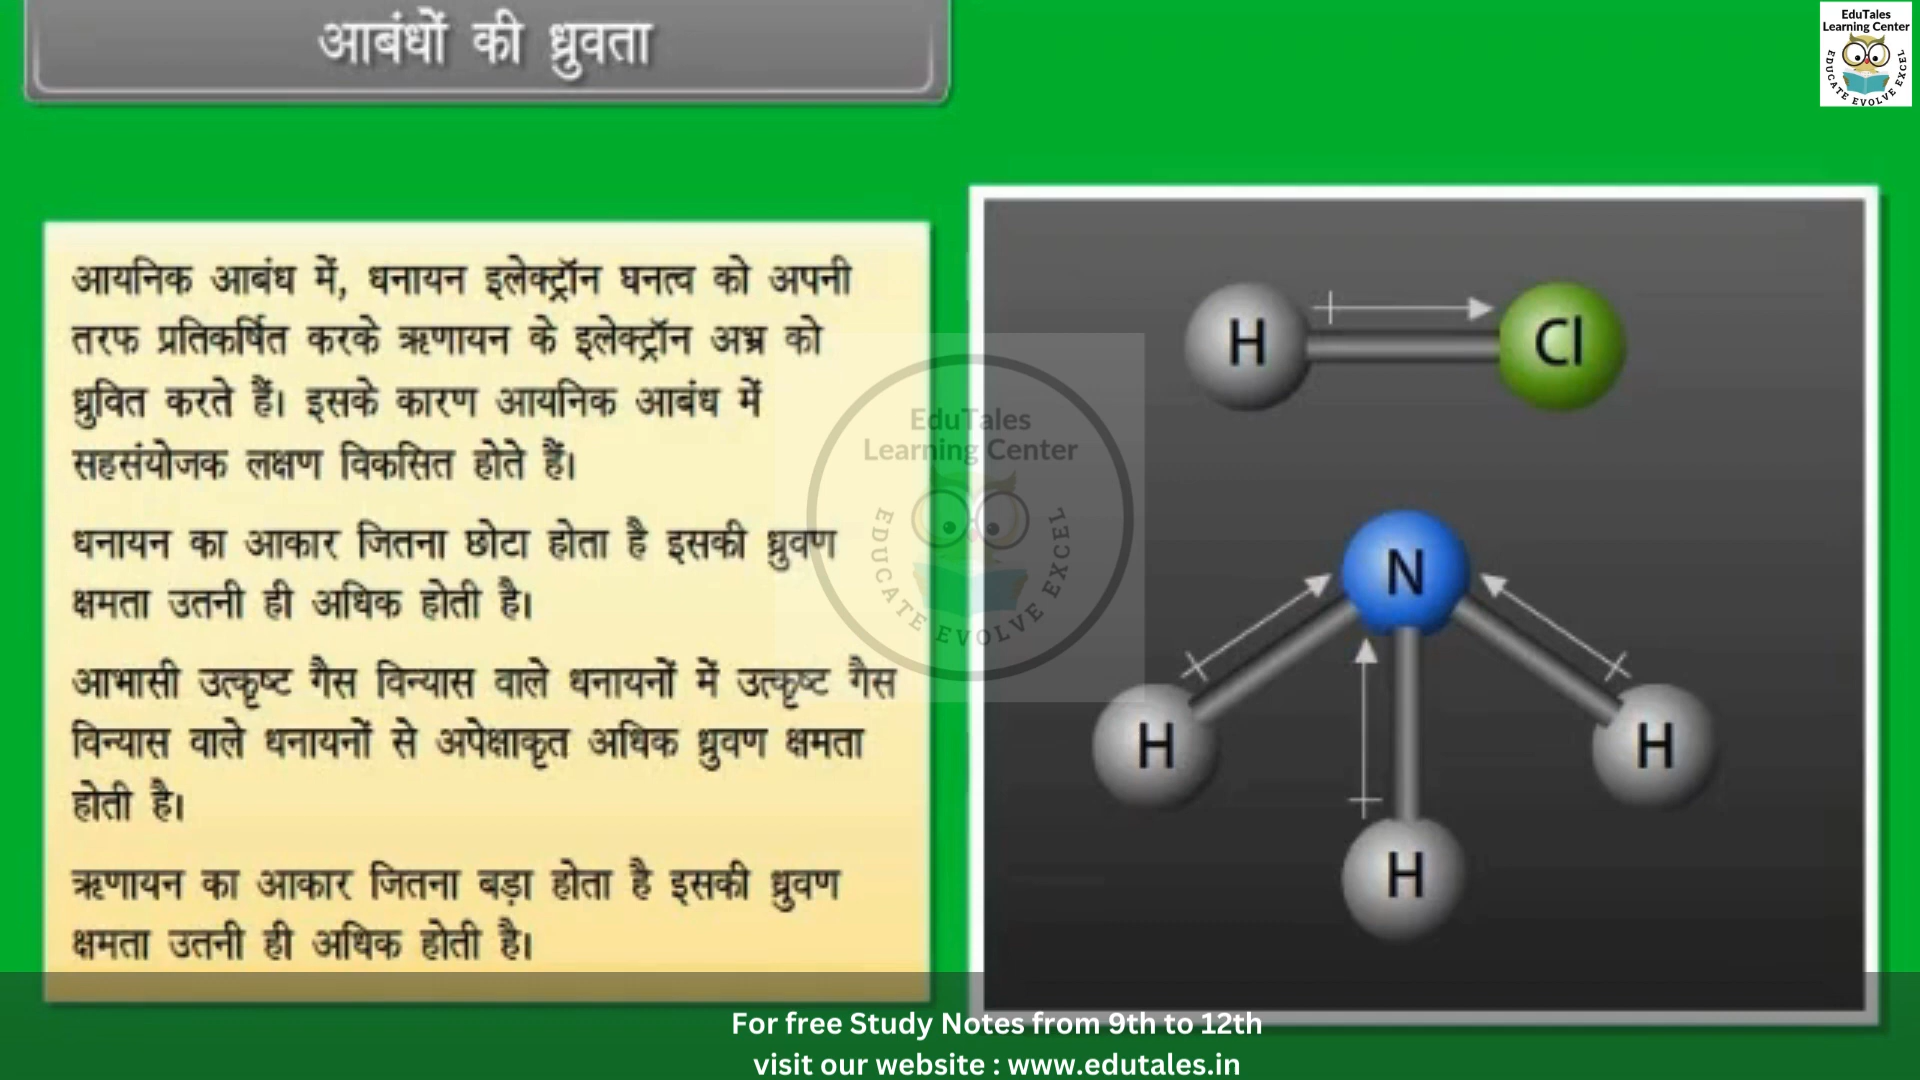 आबंधों की ध्रुवता
EduTales
Learning Center
EDUCATE EVOLVE EXCEL
आयनिक आबंध में, धनायन इलेक्ट्रॉन घनत्व को अपनी
तरफ प्रतिकर्षित करके ऋणायन के इलेक्ट्रॉन अभ्र को
ध्रुवित करते हैं। इसके कारण आयनिक आबंध में
सहसंयोजक लक्षण विकसित होते हैं।
धनायन का आकार जितना छोटा होता है इसकी ध्रुवण
क्षमता उतनी ही अधिक होती है।
आभासी उत्कृष्ट गैस विन्यास वाले धनायनों में उत्कृष्ट गैस
विन्यास वाले धनायनों से अपेक्षाकृत अधिक ध्रुवण क्षमता
होती है।
ऋणायन का आकार जितना बड़ा होता है इसकी ध्रुवण
क्षमता उतनी ही अधिक होती है।
EduTales
Learning Center
EDUCATE EVOLVE EXCEL
H Cl
N
H H
H
For free Study Notes from 9th to 12th
visit our website : www.edutales.in